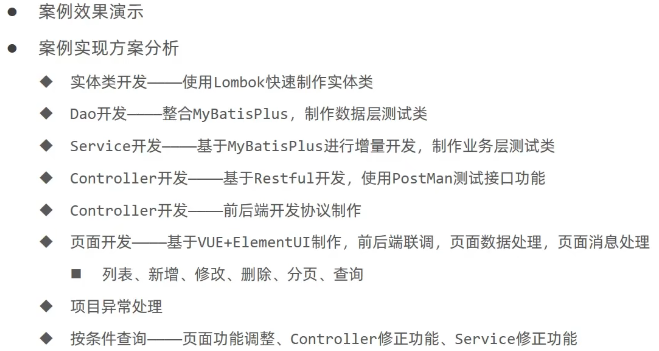 ● 案例效果演示
● 案例实现方案分析
◆ 实体类开发————使用Lombok快速制作实体类
◆ Dao开发————整合MyBatisPlus，制作数据层测试类
◆ Service开发————基于MyBatisPlus进行增量开发，制作业务层测试类
◆ Controller开发————基于Restful开发，使用PostMan测试接口功能
◆ Controller开发————前后端开发协议制作
◆ 页面开发————基于VUE+ElementUI制作，前后端联调，页面数据处理，页面消息处理
■ 列表、新增、修改、删除、分页、查询
◆ 项目异常处理
◆ 按条件查询————页面功能调整、Controller修正功能、Service修正功能